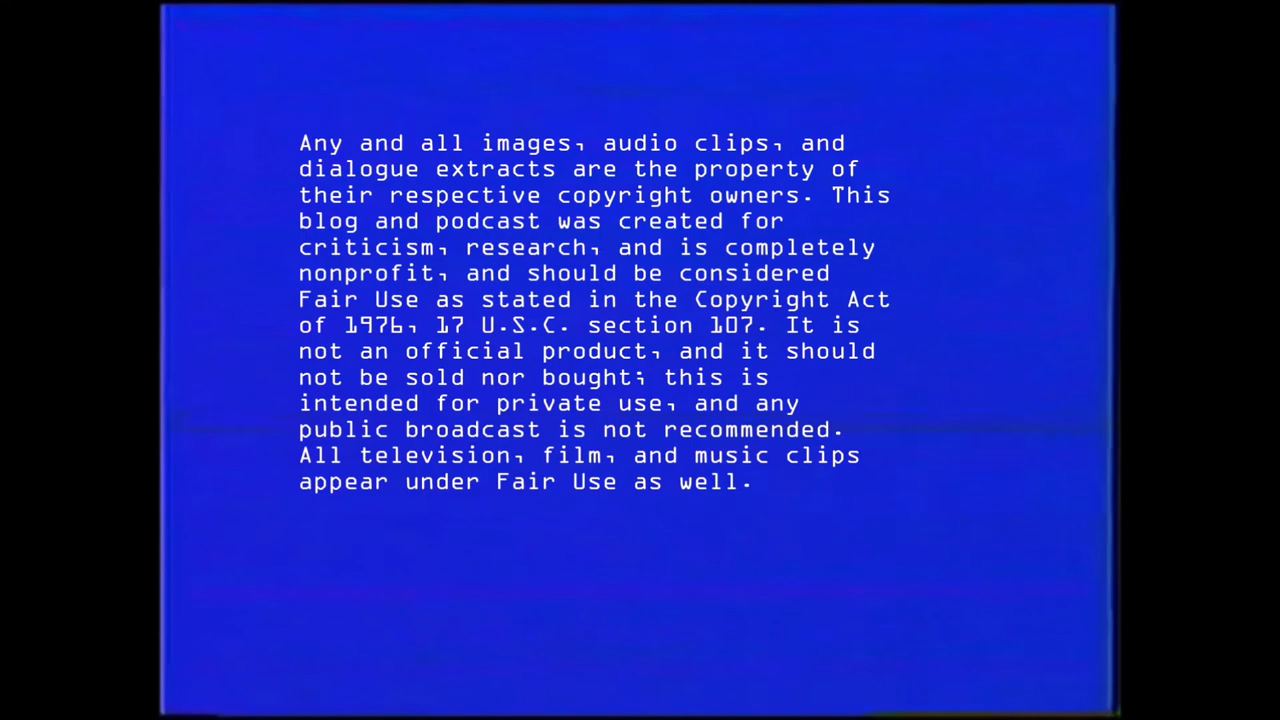 Any and all images, audio clips, and
dialogue extracts are the property of
their respective copyright owners. This
blog and podcast was created for
criticism, research, and is completely
nonprofit, and should be considered
Fair Use as stated in the Copyright Act
of 1976, 17 U.S.C. section 107. It is
not an official product, and it should
not be sold nor bought; this is
intended for private use, and any
public broadcast is not recommended.
All television, film, and music clips
appear under Fair Use as well.